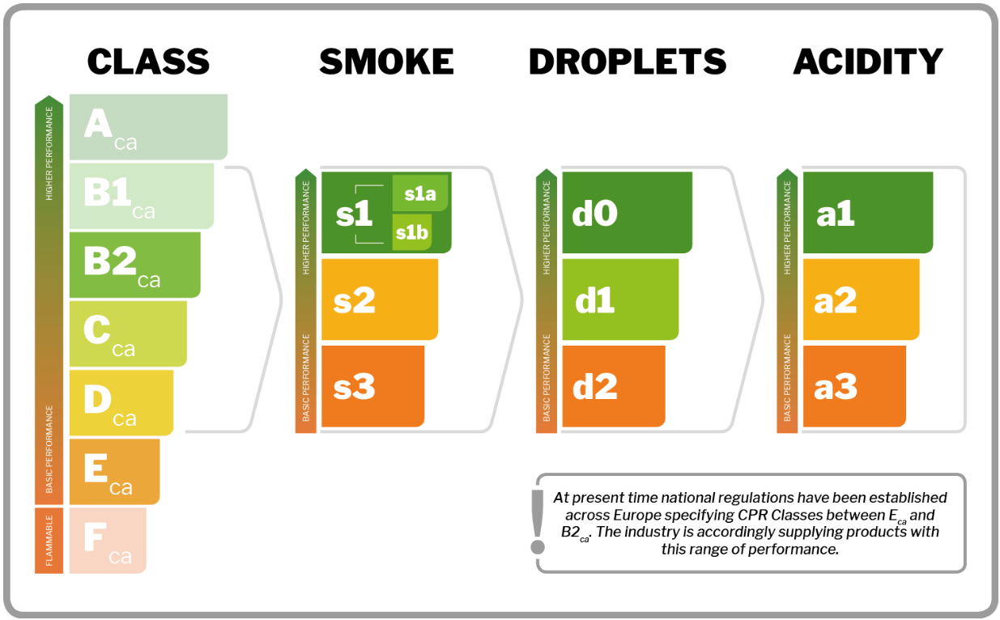 CLASS
SMOKE
DROPLETS
ACIDITY
HIGHER PERFORMANCE
BASIC PERFORMANCE
FLAMMABLE
Aca
B1ca
B2ca
Cca
Dca
Eca
Fca
HIGHER PERFORMANCE
BASIC PERFORMANCE
s1
s1a
s1b
s2
s3
HIGHER PERFORMANCE
BASIC PERFORMANCE
d0
d1
d2
HIGHER PERFORMANCE
BASIC PERFORMANCE
a1
a2
a3
!
At present time national regulations have been established
across Europe specifying CPR Classes between Eca and
B2ca. The industry is accordingly supplying products with
this range of performance.